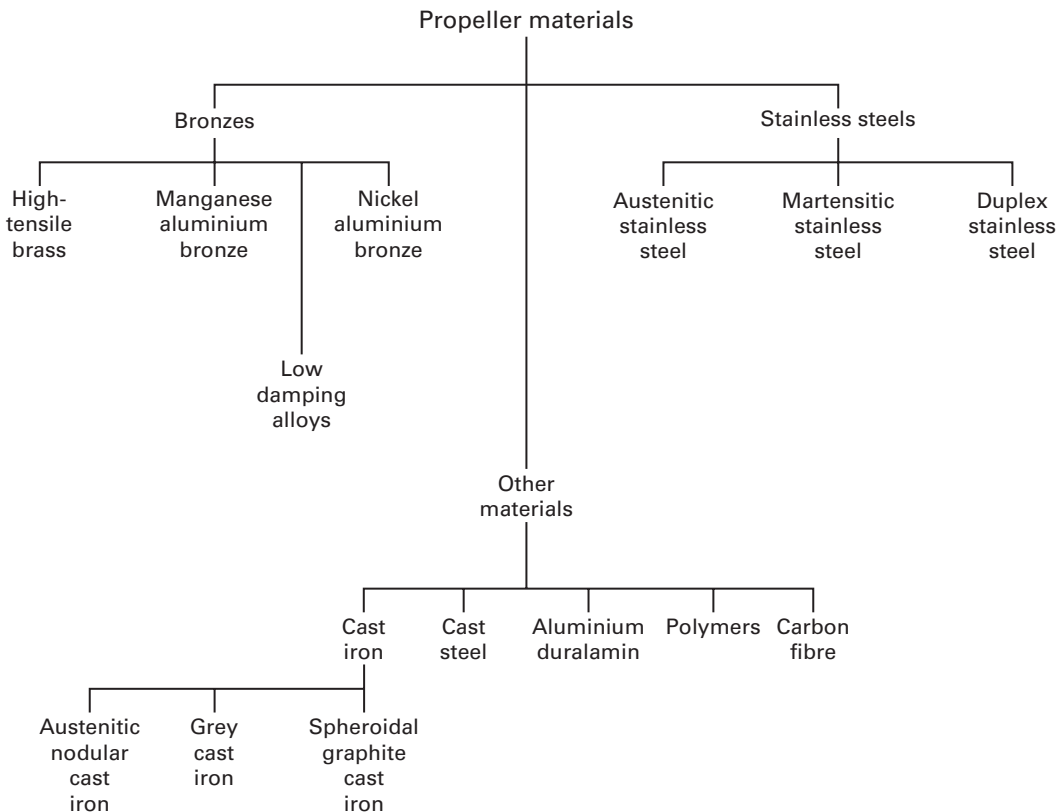 Propeller materials
Bronzes
Stainless steels
High-
tensile
brass
Manganese
aluminium
bronze
Nickel
aluminium
bronze
Austenitic
stainless
steel
Martensitic
stainless
steel
Duplex
stainless
steel
Low
damping
alloys
Other
materials
Cast
iron
Cast
steel
Aluminium
duralamin
Polymers
Carbon
fibre
Austenitic
nodular
cast
iron
Grey
cast
iron
Spheroidal
graphite
cast
iron